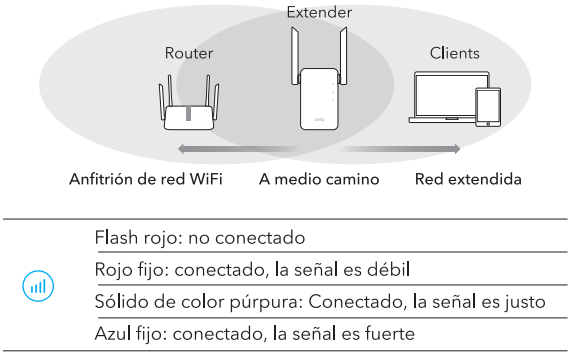 Extender
Router
Clients
cudy
Anfitrión de red WiFi
A medio camino
Red extendida
Flash rojo: no conectado
Rojo fijo: conectado, la señal es débil
Sólido de color púrpura: Conectado, la señal es justo
Azul fijo: conectado, la señal es fuerte